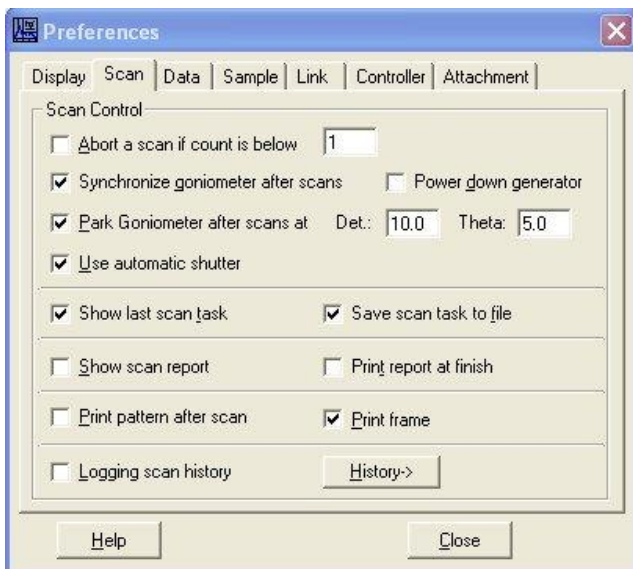 Preferences
Display Scan Data Sample Link Controller Attachment
Scan Control
Abort a scan if count is below 1
Synchronize goniometer after scans Power down generator
Park Goniometer after scans at Det.: 10.0 Theta: 5.0
Use automatic shutter
Show last scan task Save scan task to file
Show scan report Print report at finish
Print pattern after scan Print frame
Logging scan history History->
Help Close